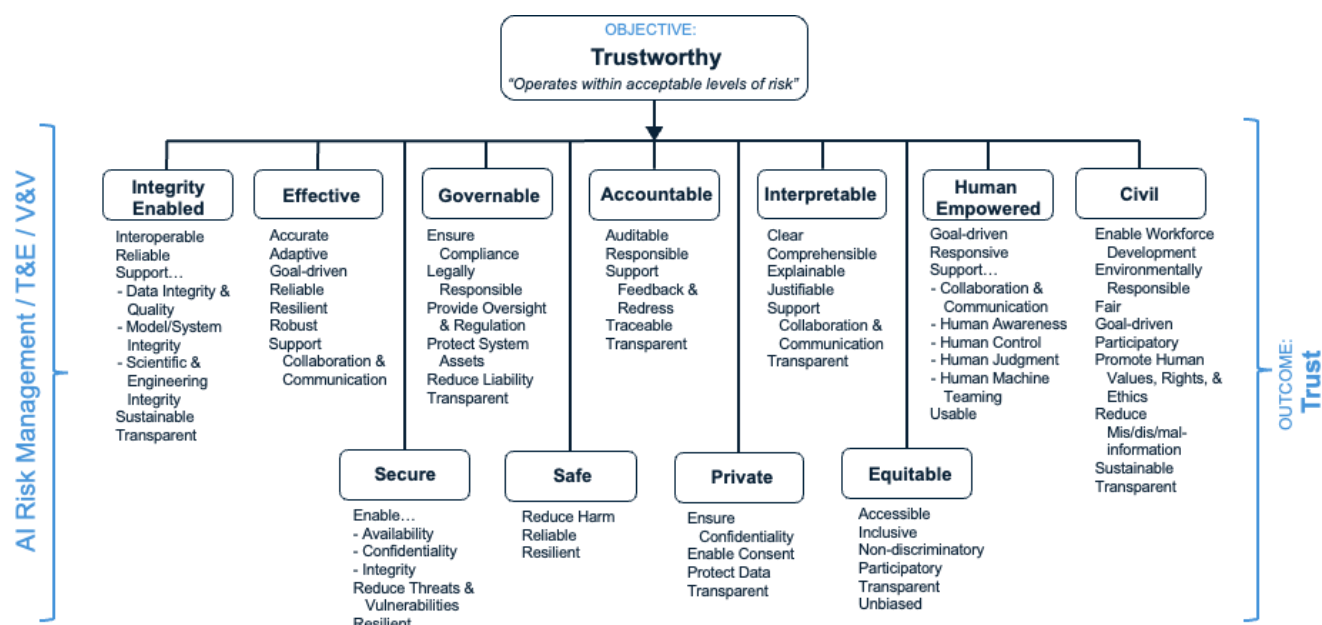 OBJECTIVE:
Trustworthy
“Operates within acceptable levels of risk”
AI Risk Management / T&E / V&V
Integrity
Enabled
Interoperable
Reliable
Support…
- Data Integrity &
Quality
- Model/System
Integrity
- Scientific &
Engineering
Integrity
Sustainable
Transparent
Effective
Accurate
Adaptive
Goal-driven
Reliable
Resilient
Robust
Support
Collaboration &
Communication
Governable
Ensure
Compliance
Legally
Responsible
Provide Oversight
& Regulation
Protect System
Assets
Reduce Liability
Transparent
Accountable
Auditable
Responsible
Support
Feedback &
Redress
Traceable
Transparent
Interpretable
Clear
Comprehensible
Explainable
Justifiable
Support
Collaboration &
Communication
Transparent
Human
Empowered
Goal-driven
Responsive
Support…
- Collaboration &
Communication
- Human Awareness
- Human Control
- Human Judgment
- Human Machine
Teaming
Usable
Civil
Enable Workforce
Development
Environmentally
Responsible
Fair
Goal-driven
Participatory
Promote Human
Values, Rights, &
Ethics
Reduce
Mis/dis/mal-
information
Sustainable
Transparent
Secure
Enable…
- Availability
- Confidentiality
- Integrity
Reduce Threats &
Vulnerabilities
Resilient
Safe
Reduce Harm
Reliable
Resilient
Private
Ensure
Confidentiality
Enable Consent
Protect Data
Transparent
Equitable
Accessible
Inclusive
Non-discriminatory
Participatory
Transparent
Unbiased
OUTCOME:
Trust